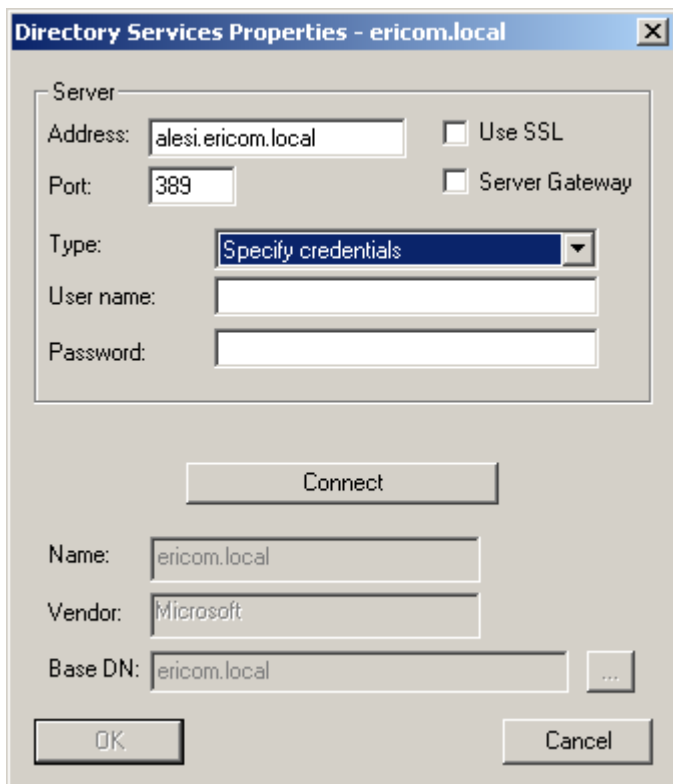 Directory Services Properties - ericom.local
Server
Address: alesi.ericom.local Use SSL
Port: 389 Server Gateway
Type: Specify credentials
User name:
Password:
Connect
Name: ericom.local
Vendor: Microsoft
Base DN: ericom.local ...
OK Cancel